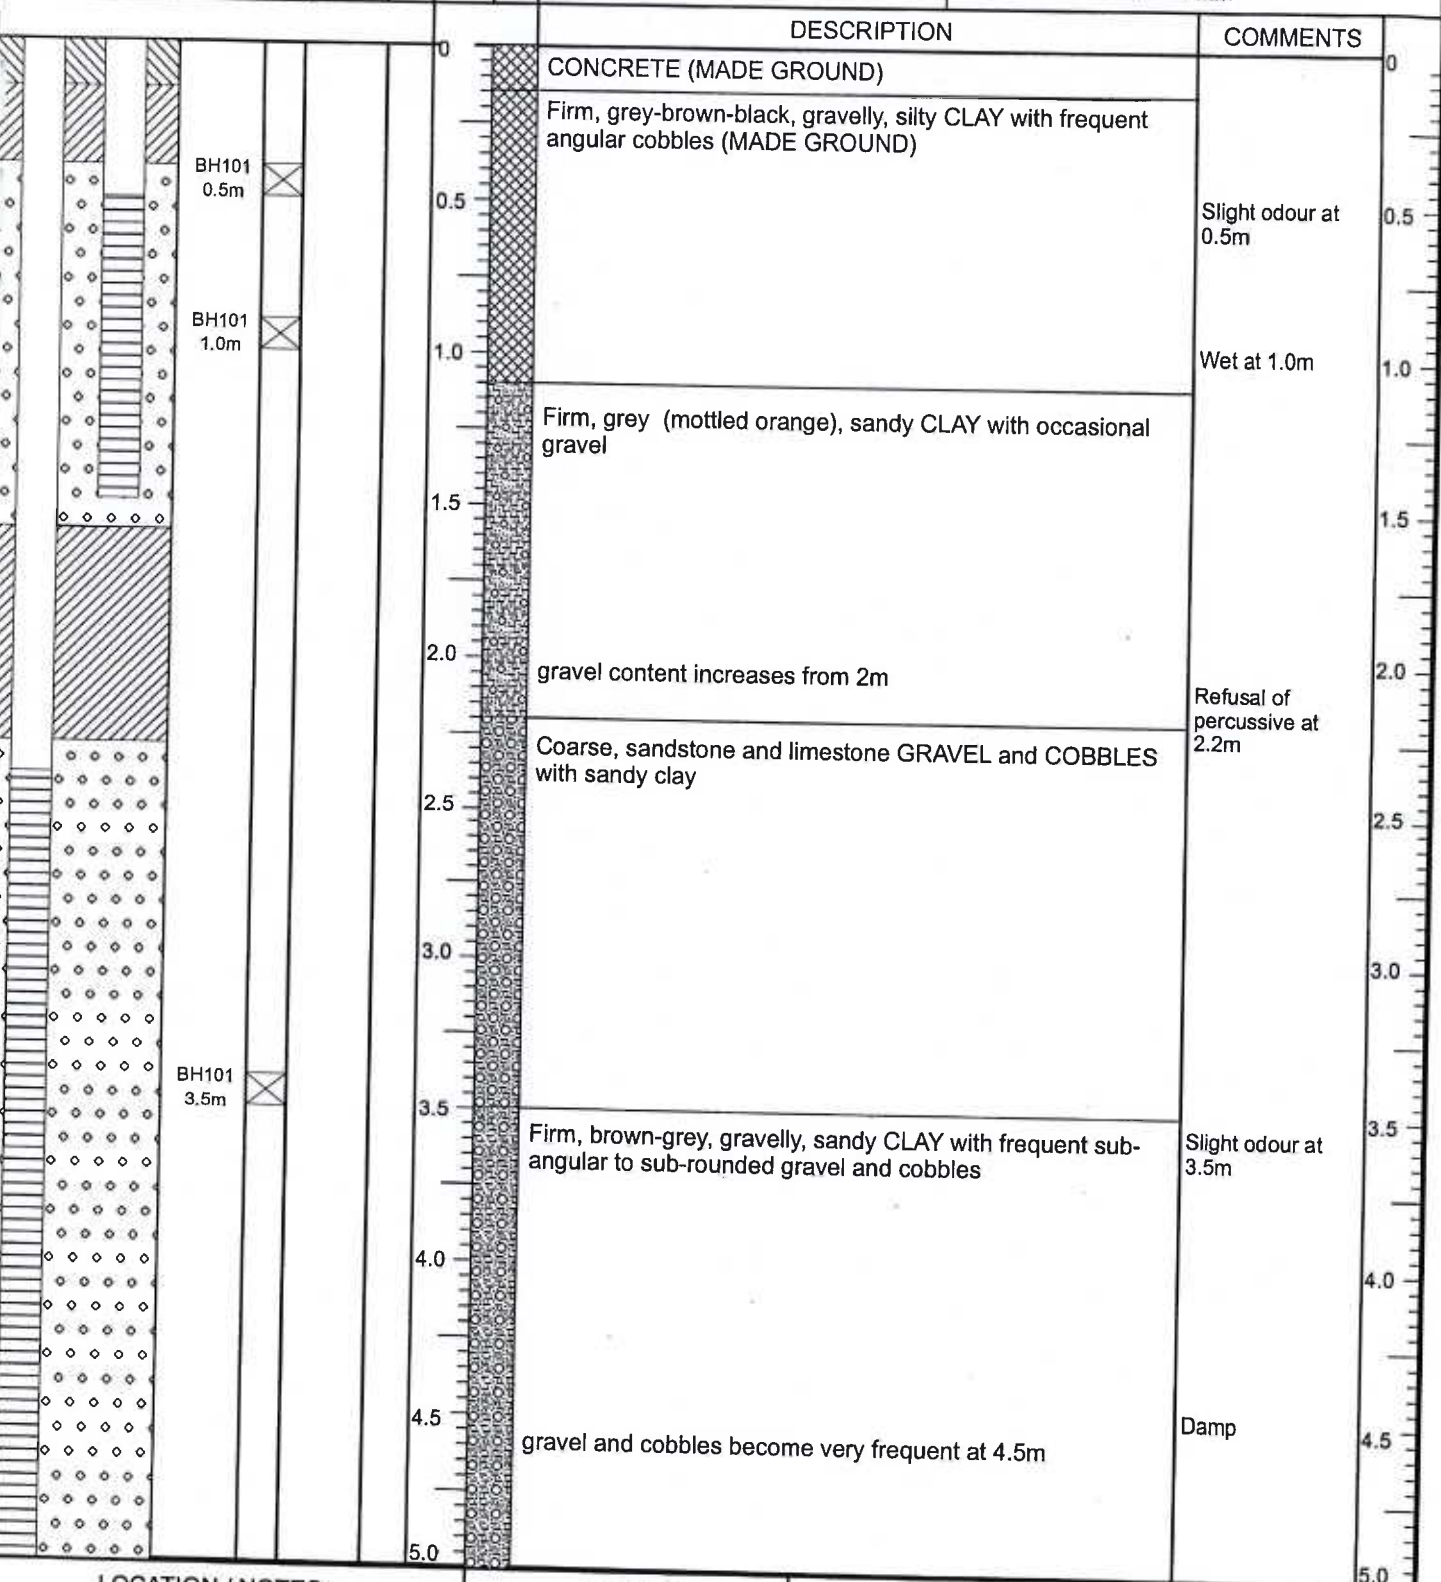 DESCRIPTION
COMMENTS
0
0
CONCRETE (MADE GROUND)
Firm, grey-brown-black, gravelly, silty CLAY with frequent
angular cobbles (MADE GROUND)
BH101
0.5m
0.5
Slight odour at
0.5m
0.5
BH101
1.0m
1.0
Wet at 1.0m
1.0
Firm, grey (mottled orange), sandy CLAY with occasional
gravel
1.5
1.5
2.0
gravel content increases from 2m
2.0
Refusal of
percussive at
2.2m
Coarse, sandstone and limestone GRAVEL and COBBLES
with sandy clay
2.5
2.5
3.0
3.0
BH101
3.5m
3.5
3.5
Firm, brown-grey, gravelly, sandy CLAY with frequent sub-
angular to sub-rounded gravel and cobbles
Slight odour at
3.5m
4.0
4.0
4.5
Damp
4.5
gravel and cobbles become very frequent at 4.5m
5.0
5.0